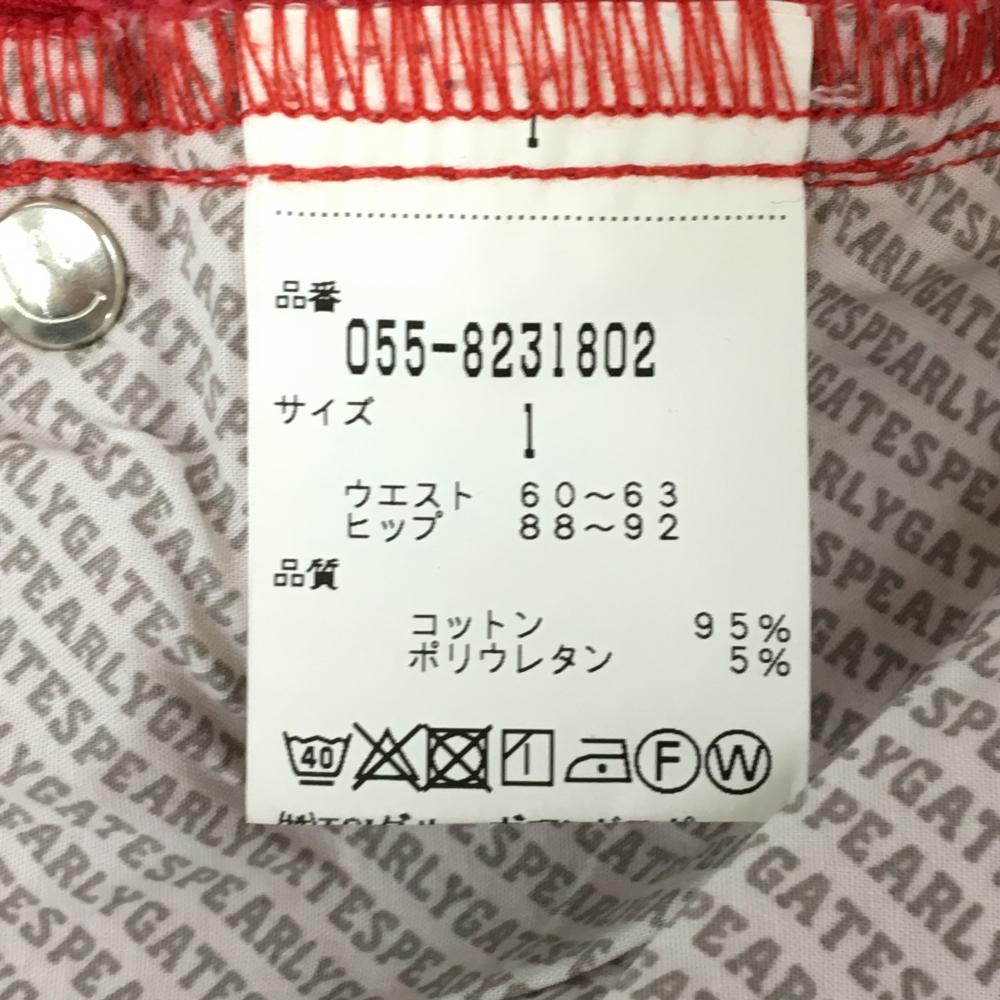 品番
055-8231802
サイズ 1
ウエスト 60～63
ヒップ 88～92
品質
コットン 95%
ポリウレタン 5%
40 F W
PEARLYGATES